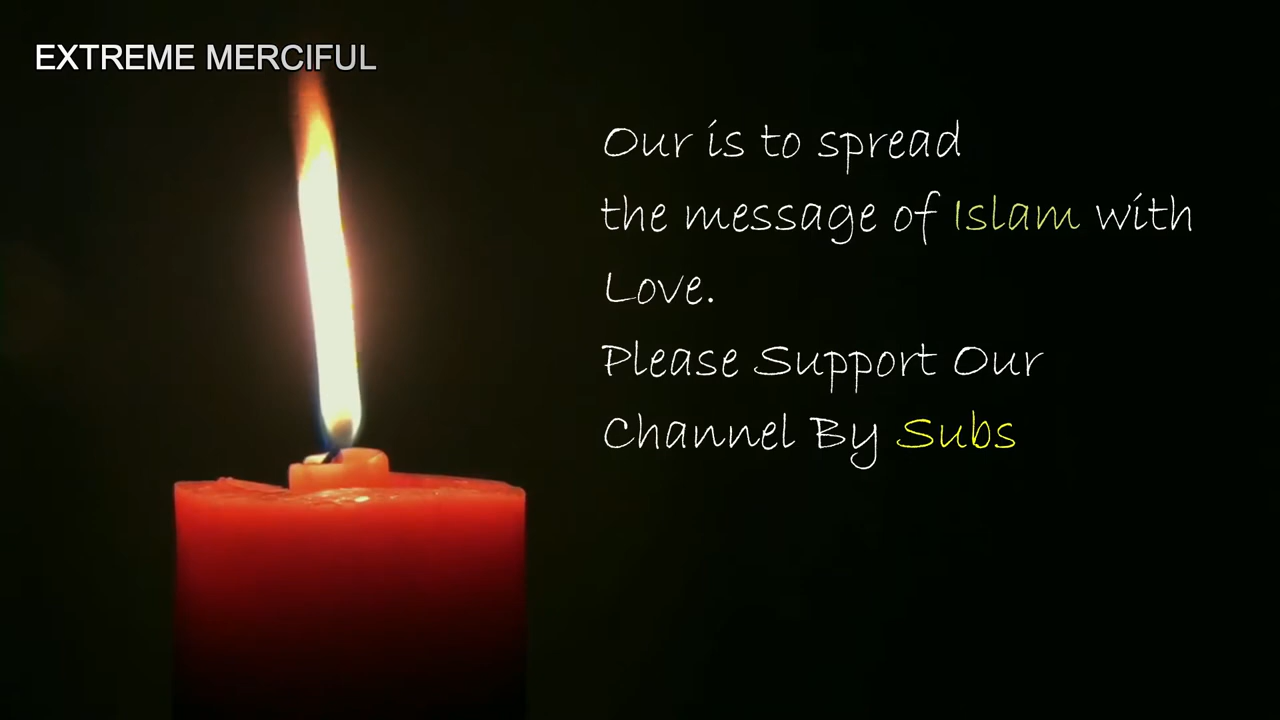 EXTREME MERCIFUL
Our is to spread
the message of Islam with
Love.
Please Support Our
Channel By Subs